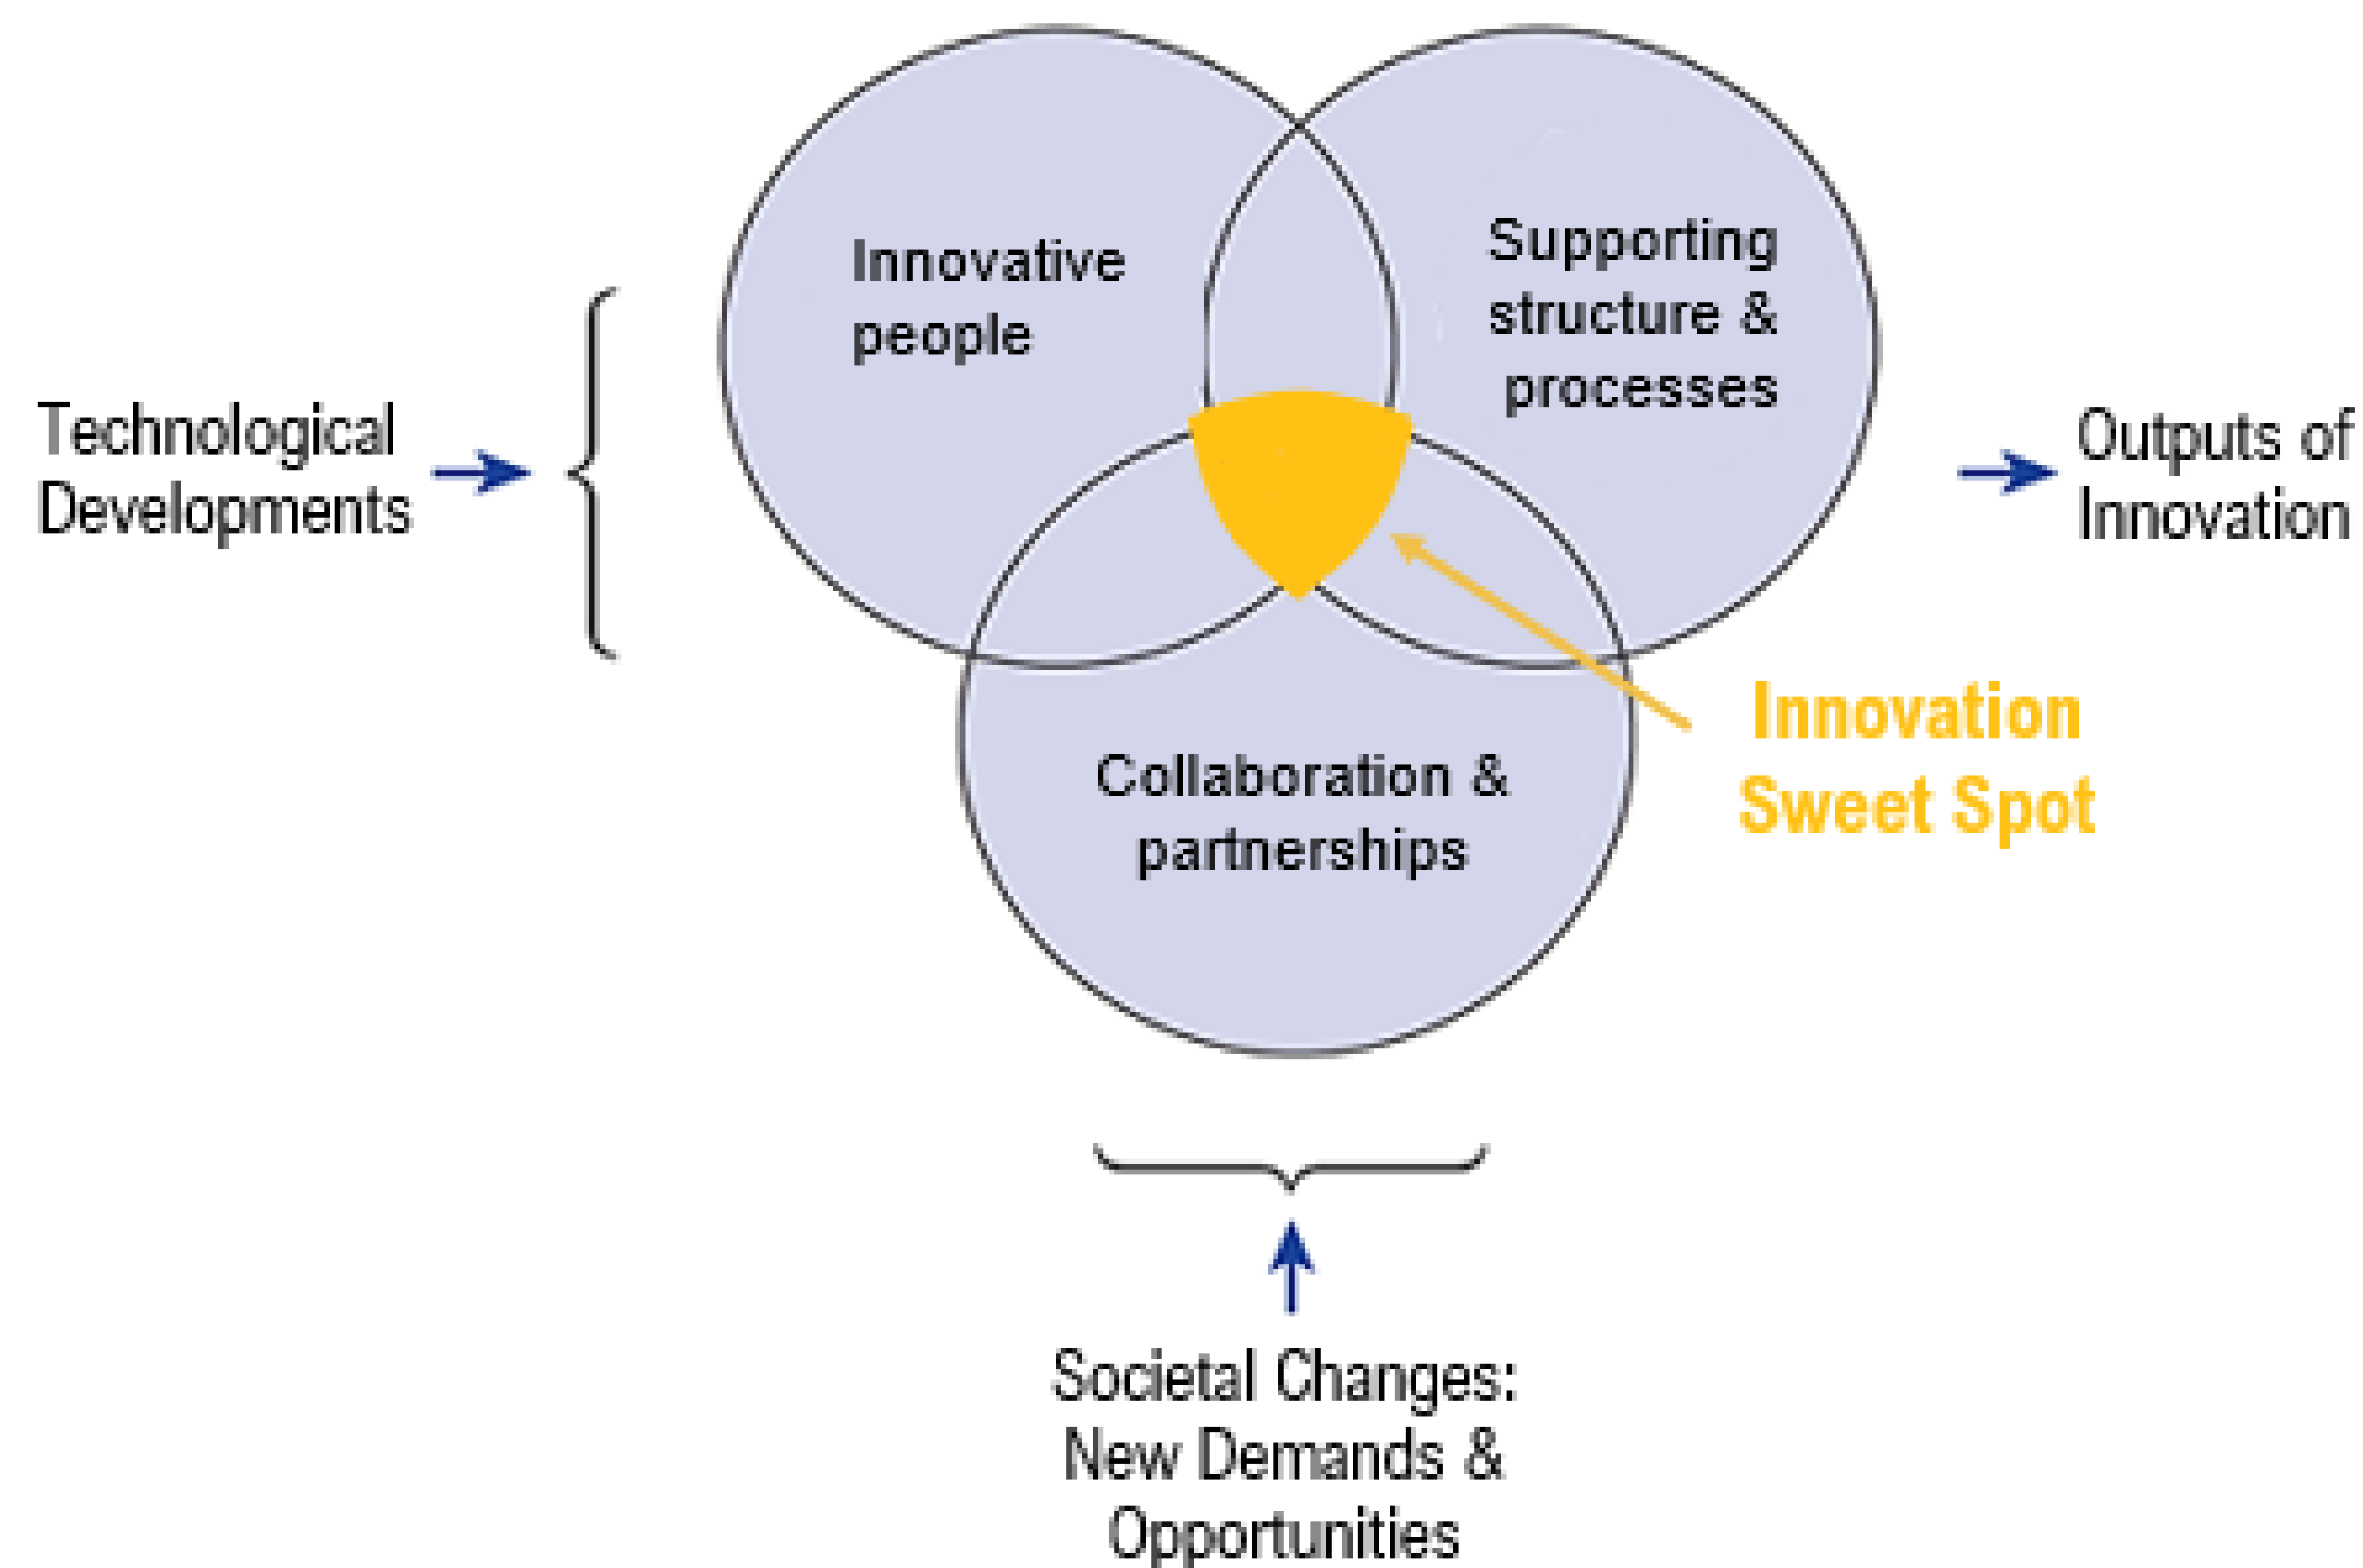 Innovative
people
Supporting
structure &
processes
Technological
Developments
Outputs of
Innovation
Innovation
Sweet Spot
Collaboration &
partnerships
Societal Changes:
New Demands &
Opportunities